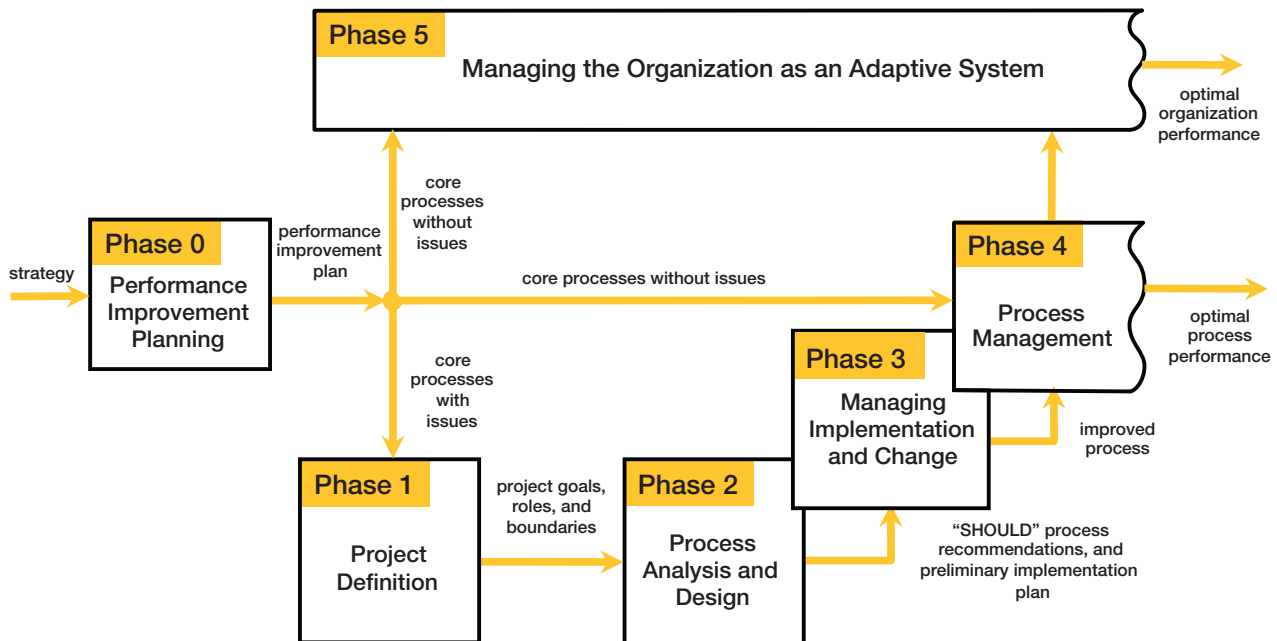 Phase 5
Managing the Organization as an Adaptive System
optimal
organization
performance
core
processes
without
issues
Phase 0
Performance
Improvement
Planning
strategy
performance
improvement
plan
core processes without issues
Phase 4
Process
Management
optimal
process
performance
core
processes
with
issues
Phase 3
Managing
Implementation
and Change
improved
process
Phase 1
Project
Definition
project goals,
roles, and
boundaries
Phase 2
Process
Analysis and
Design
“SHOULD” process
recommendations, and
preliminary implementation
plan